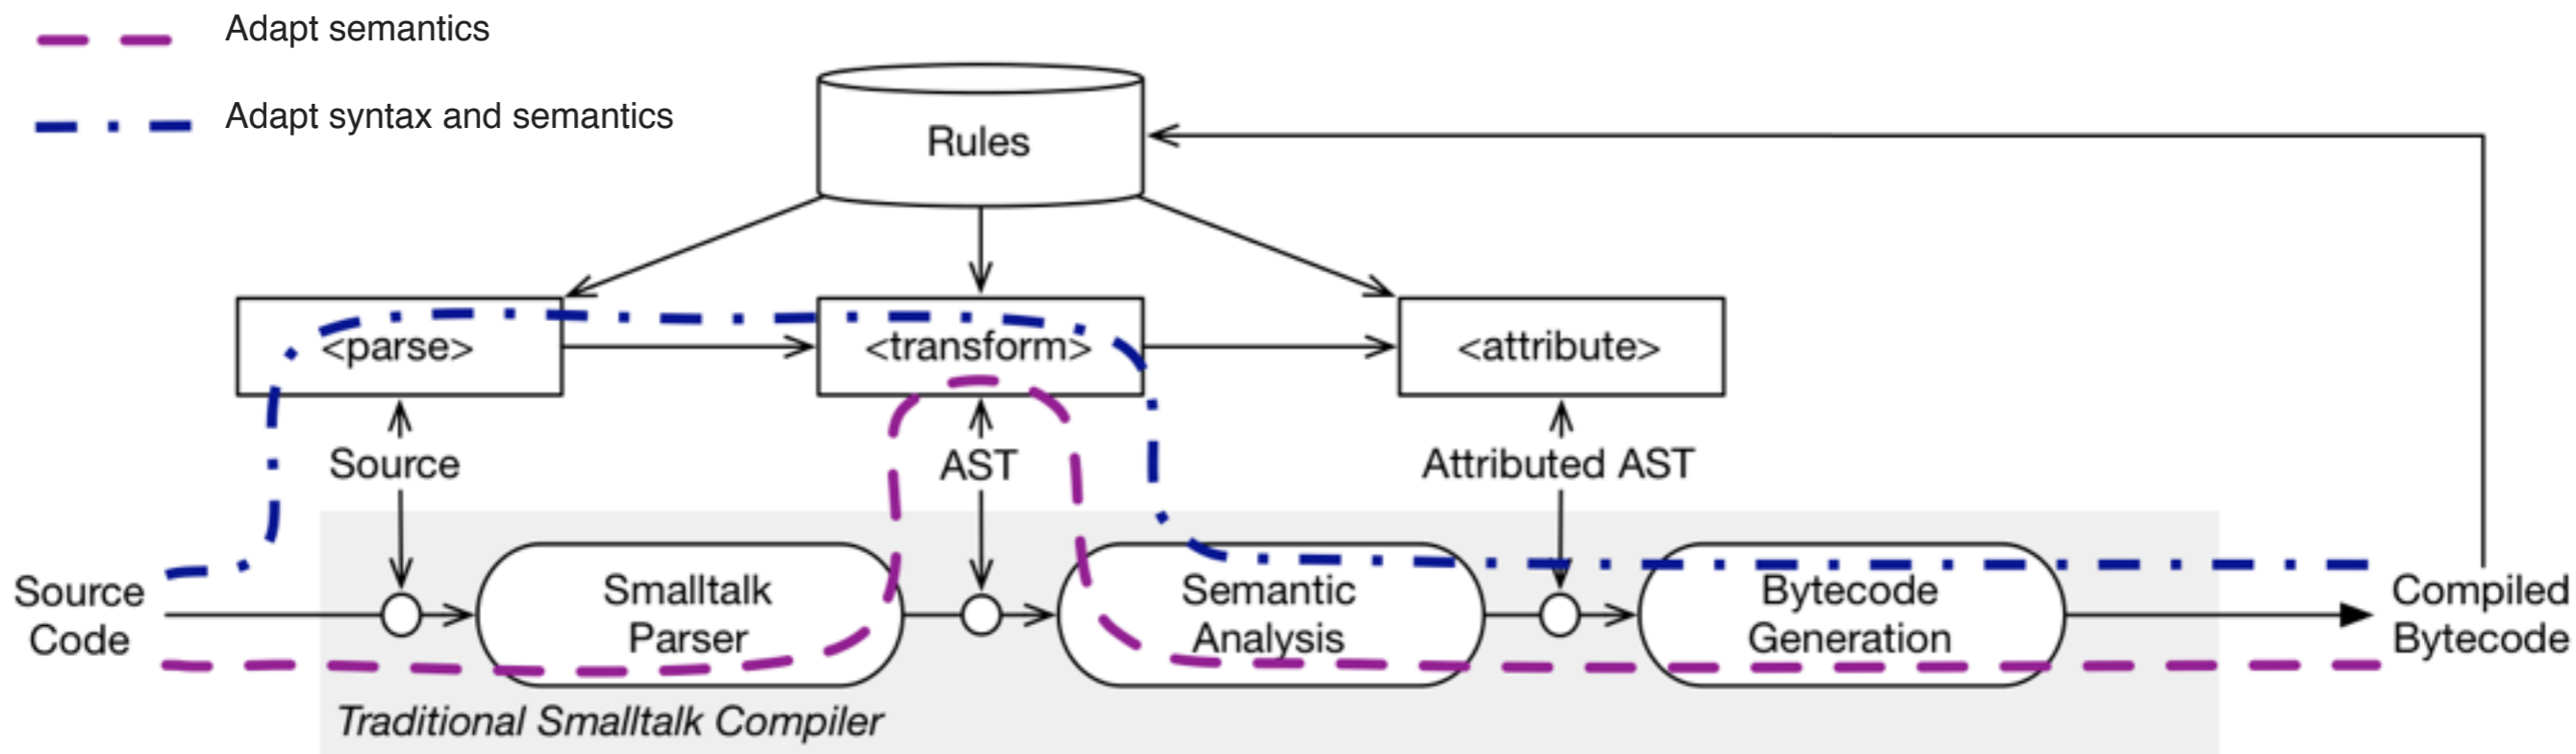 Adapt semantics
Adapt syntax and semantics
Rules
<parse>
<transform>
<attribute>
Source
AST
Attributed AST
Source
Code
Smalltalk
Parser
Semantic
Analysis
Bytecode
Generation
Compiled
Bytecode
Traditional Smalltalk Compiler